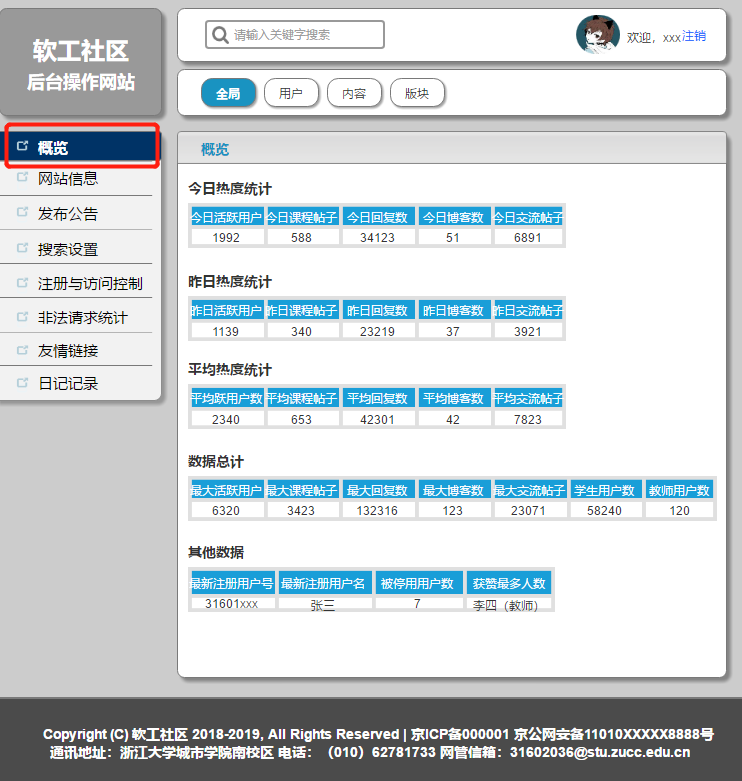 软工社区
后台操作网站
请输入关键字搜索
欢迎，xxx注销
全局 用户 内容 版块
概览
网站信息
发布公告
搜索设置
注册与访问控制
非法请求统计
友情链接
日记记录
概览
今日热度统计
今日活跃用户 今日课程帖子 今日回复数 今日博客数 今日交流帖子
1992 588 34123 51 6891
昨日热度统计
昨日活跃用户 昨日课程帖子 昨日回复数 昨日博客数 昨日交流帖子
1139 340 23219 37 3921
平均热度统计
平均跃用户数 平均课程帖子 平均回复数 平均博客数 平均交流帖子
2340 653 42301 42 7823
数据总计
最大活跃用户 最大课程帖子 最大回复数 最大博客数 最大交流帖子 学生用户数 教师用户数
6320 3423 132316 123 23071 58240 120
其他数据
最新注册用户号 最新注册用户名 被停用用户数 获赞最多人数
31601xxx 张三 7 李四（教师）
Copyright (C) 软工社区 2018-2019, All Rights Reserved | 京ICP备000001 京公网安备11010XXXXX8888号
通讯地址：浙江大学城市学院南校区 电话：（010）62781733 网管信箱：31602036@stu.zucc.edu.cn